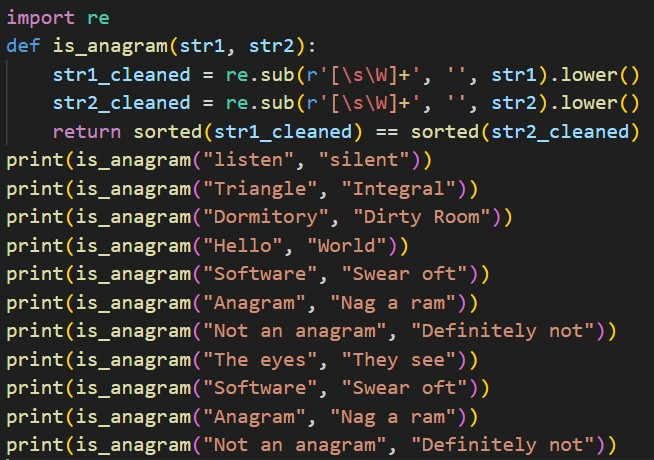 import re
def is_anagram(str1, str2):
    str1_cleaned = re.sub(r'[\s\W]+', '', str1).lower()
    str2_cleaned = re.sub(r'[\s\W]+', '', str2).lower()
    return sorted(str1_cleaned) == sorted(str2_cleaned)
print(is_anagram("listen", "silent"))
print(is_anagram("Triangle", "Integral"))
print(is_anagram("Dormitory", "Dirty Room"))
print(is_anagram("Hello", "World"))
print(is_anagram("Software", "Swear oft"))
print(is_anagram("Anagram", "Nag a ram"))
print(is_anagram("Not an anagram", "Definitely not"))
print(is_anagram("The eyes", "They see"))
print(is_anagram("Software", "Swear oft"))
print(is_anagram("Anagram", "Nag a ram"))
print(is_anagram("Not an anagram", "Definitely not"))